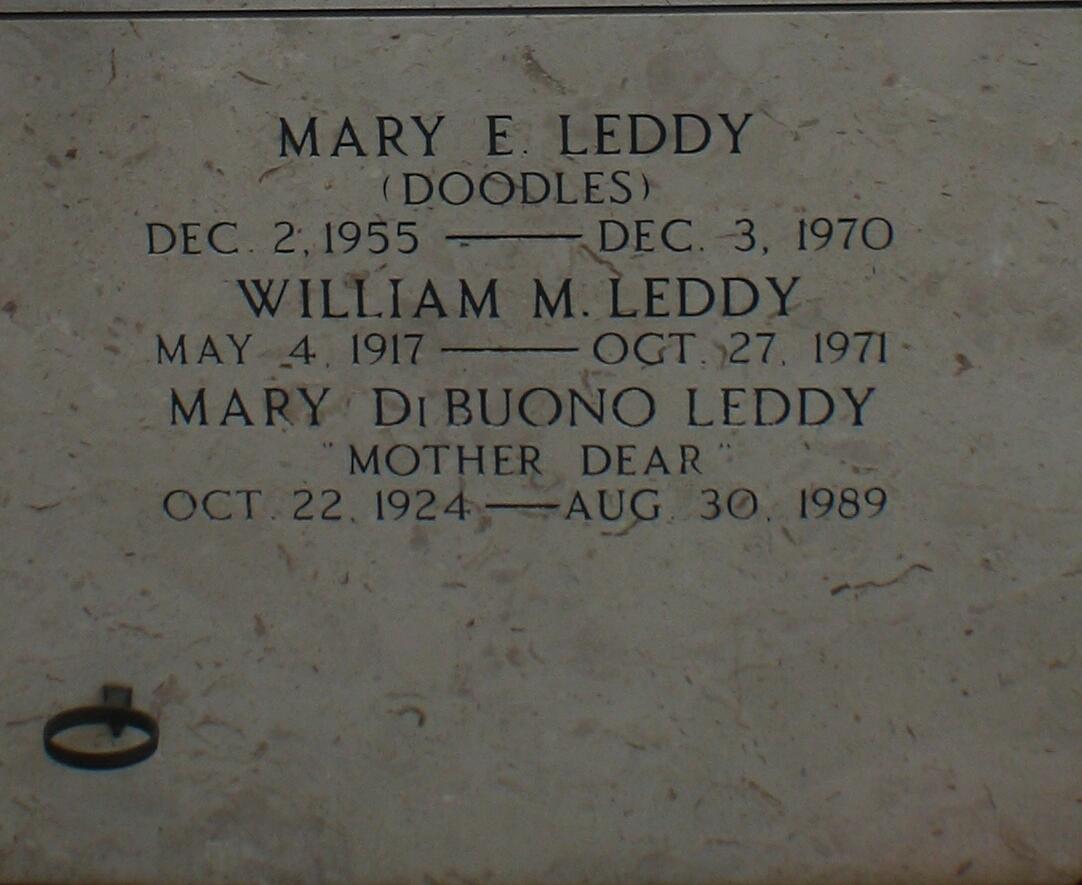 MARY E. LEDDY
(DOODLES)
DEC. 2, 1955 — DEC. 3, 1970
WILLIAM M. LEDDY
MAY 4, 1917 — OCT. 27, 1971
MARY DI BUONO LEDDY
"MOTHER DEAR"
OCT. 22, 1924 — AUG. 30, 1989